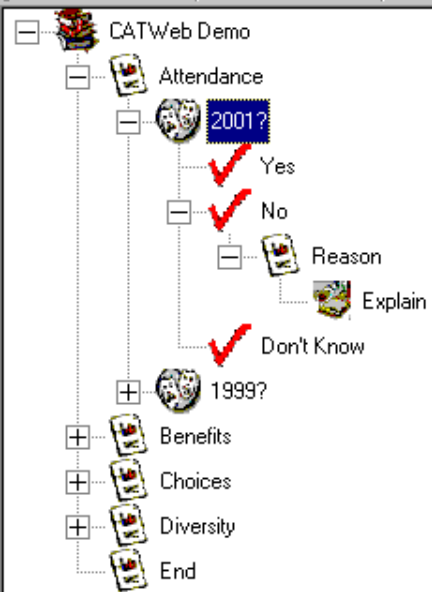 CATWeb Demo
Attendance
2001?
Yes
No
Reason
Explain
Don't Know
1999?
Benefits
Choices
Diversity
End